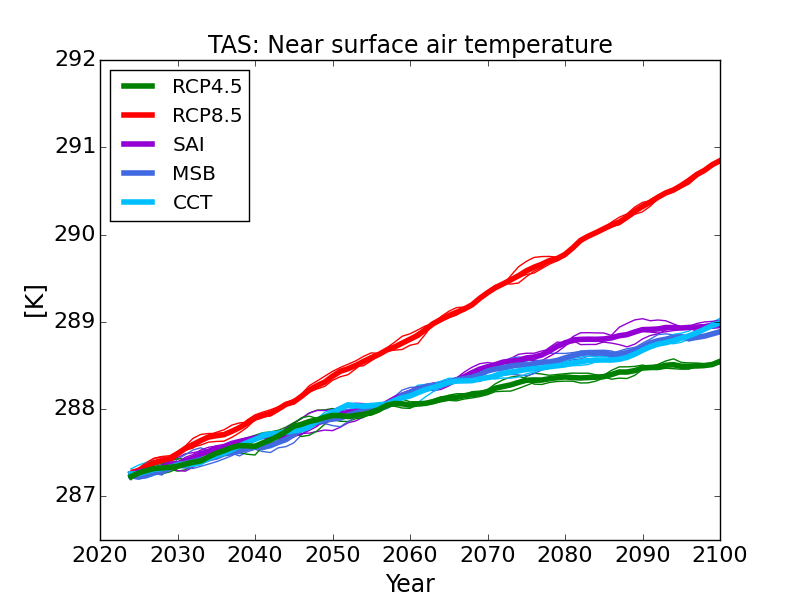 TAS: Near surface air temperature
292
291
290
289
288
287
[K]
RCP4.5
RCP8.5
SAI
MSB
CCT
2020 2030 2040 2050 2060 2070 2080 2090 2100
Year